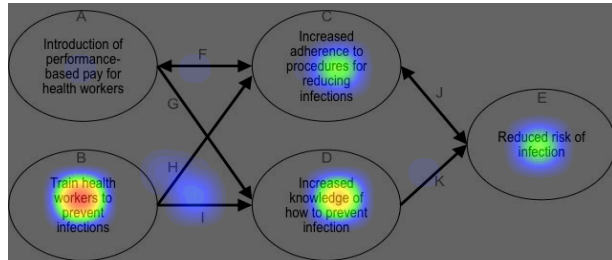 A
Introduction of
performance-
based pay for
health workers
F
C
Increased
adherence to
procedures for
reducing
infections
G
J
E
Reduced risk of
infection
B
Train health
workers to
prevent
infections
H
I
D
Increased
knowledge of
how to prevent
infection
K